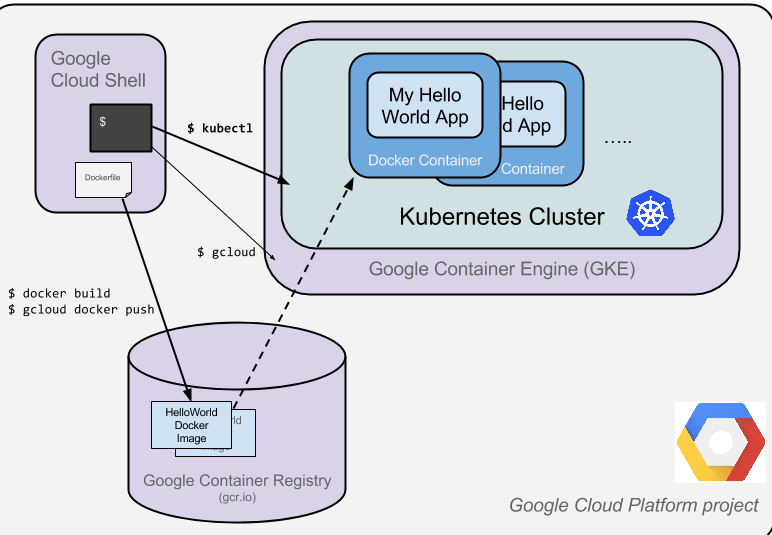 Google
Cloud Shell
$
Dockerfile
$ kubectl
$ gcloud
$ docker build
$ gcloud docker push
My Hello
World App
Docker Container
Hello
d App
Container
.....
Kubernetes Cluster
Google Container Engine (GKE)
HelloWorld
Docker
Image
Google Container Registry
(gcr.io)
Google Cloud Platform project